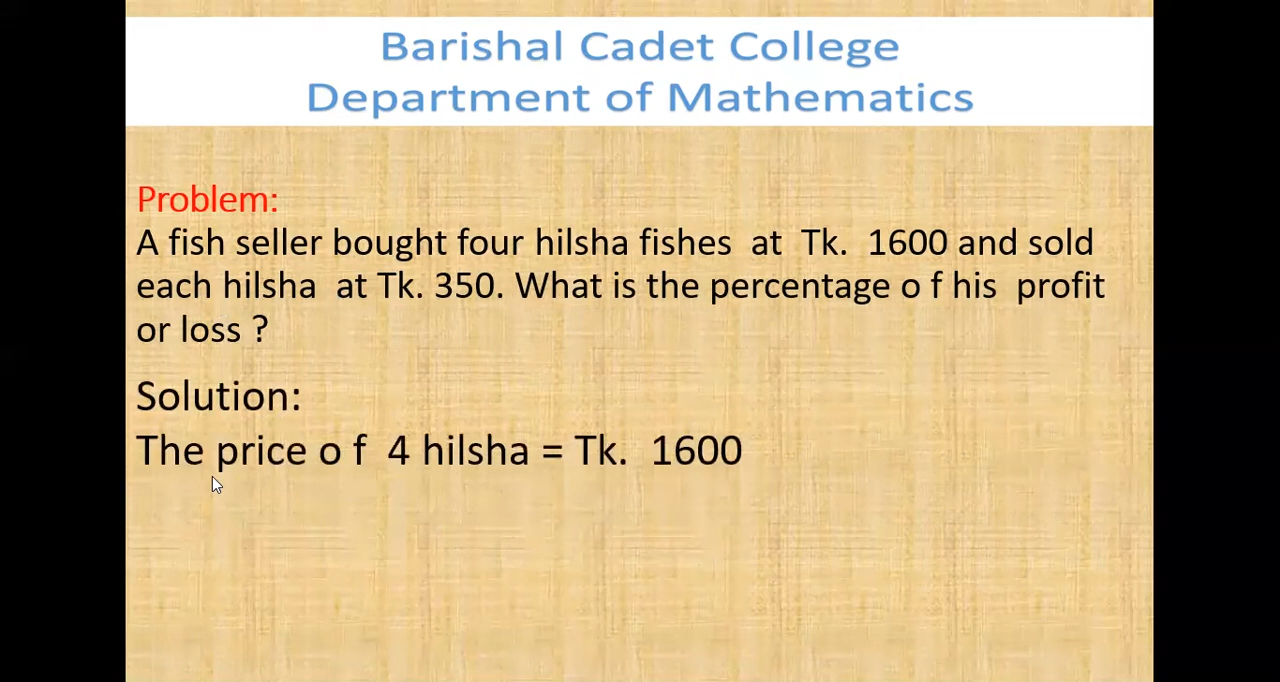 Barishal Cadet College
Department of Mathematics
Problem:
A fish seller bought four hilsha fishes at Tk. 1600 and sold
each hilsha at Tk. 350. What is the percentage o f his profit
or loss ?
Solution:
The price o f 4 hilsha = Tk. 1600